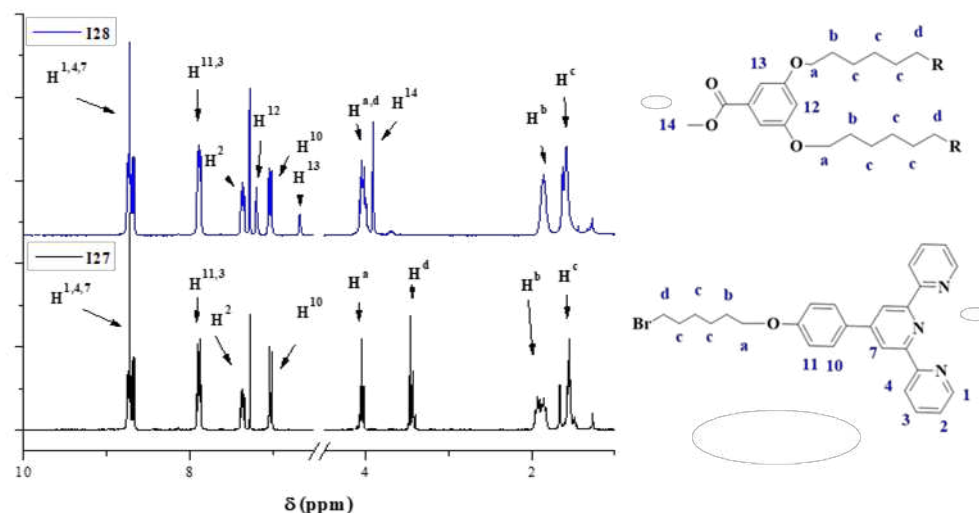 I28
H1,4,7
H11,3
H2
H12
H10
H13
Ha,d
H14
Hb
Hc
I27
H1,4,7
H11,3
H2
H10
Ha
Hd
Hb
Hc
10 8 4 2
δ (ppm)
b c d
c c R
a
13 O
O
12
14 O
O
b c d
a c c R
N
d c b
Br O
c c a
11 10 7
N
N
4
1
3 2